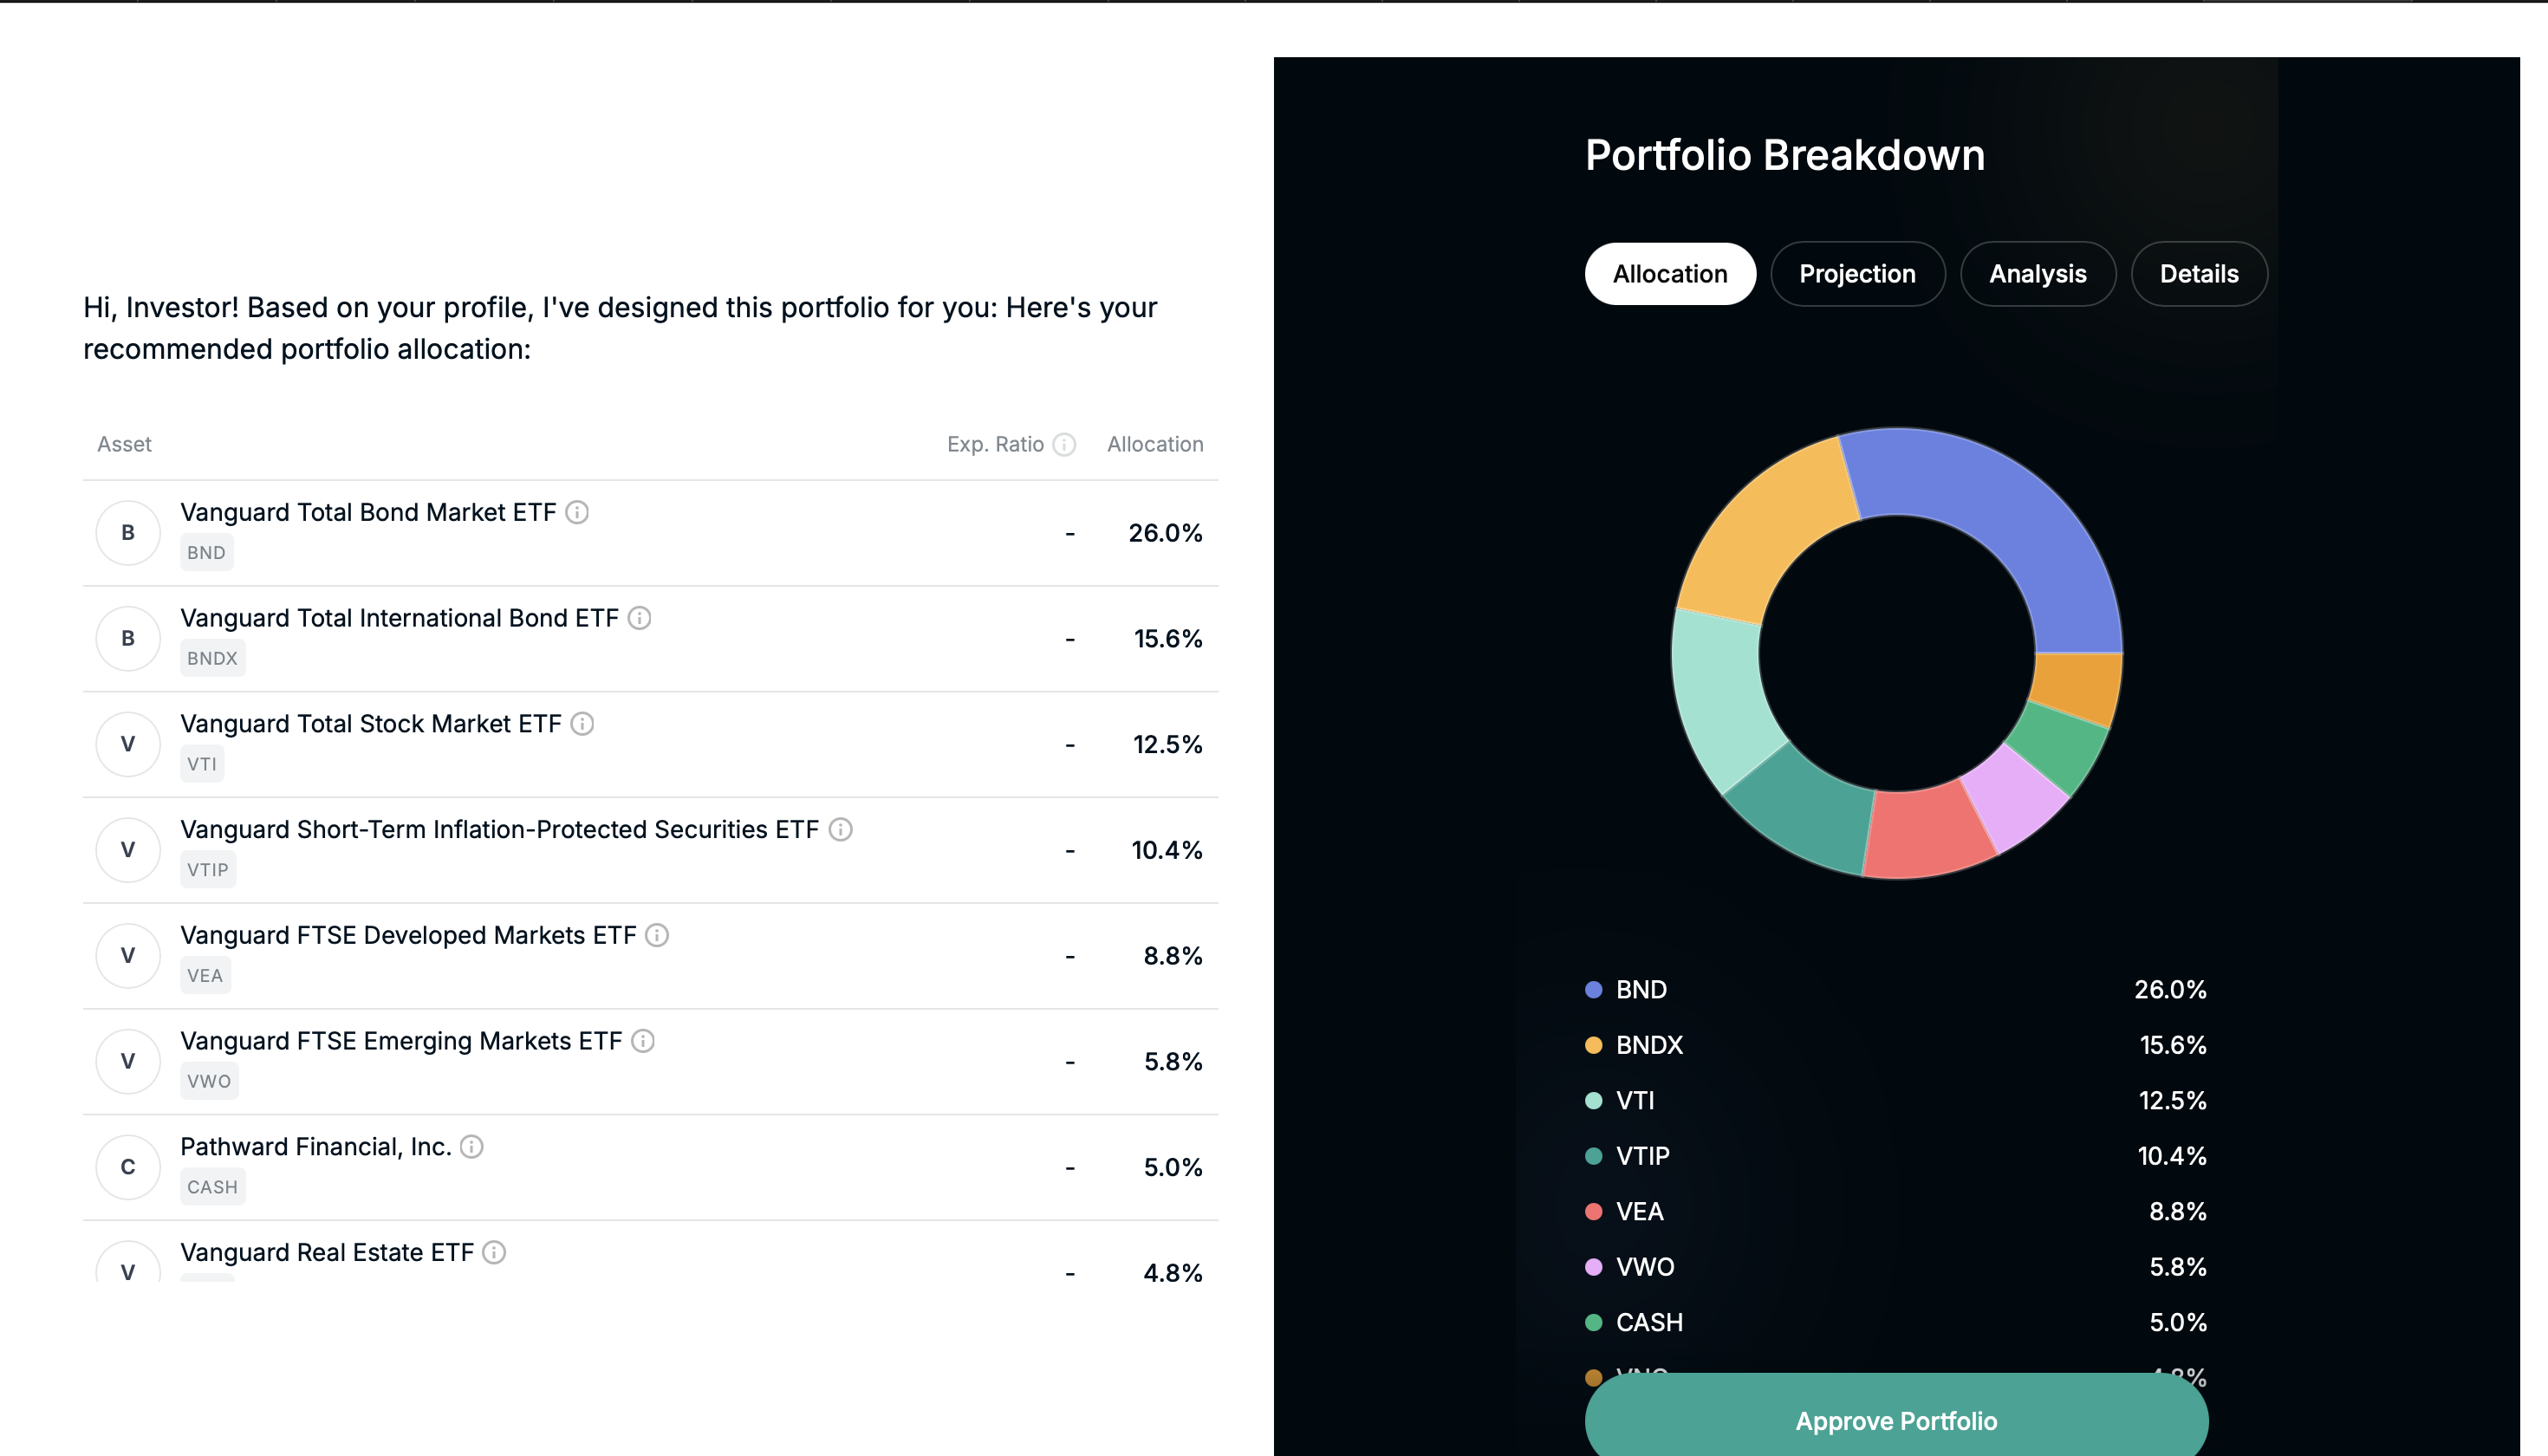 Hi, Investor! Based on your profile, I've designed this portfolio for you: Here's your
recommended portfolio allocation:
Asset Exp. Ratio Allocation
B Vanguard Total Bond Market ETF
BND - 26.0%
B Vanguard Total International Bond ETF
BNDX - 15.6%
V Vanguard Total Stock Market ETF
VTI - 12.5%
V Vanguard Short-Term Inflation-Protected Securities ETF
VTIP - 10.4%
V Vanguard FTSE Developed Markets ETF
VEA - 8.8%
V Vanguard FTSE Emerging Markets ETF
VWO - 5.8%
C Pathward Financial, Inc.
CASH - 5.0%
V Vanguard Real Estate ETF
- 4.8%
Portfolio Breakdown
Allocation Projection Analysis Details
BND 26.0%
BNDX 15.6%
VTI 12.5%
VTIP 10.4%
VEA 8.8%
VWO 5.8%
CASH 5.0%
VNQ 4.8%
Approve Portfolio